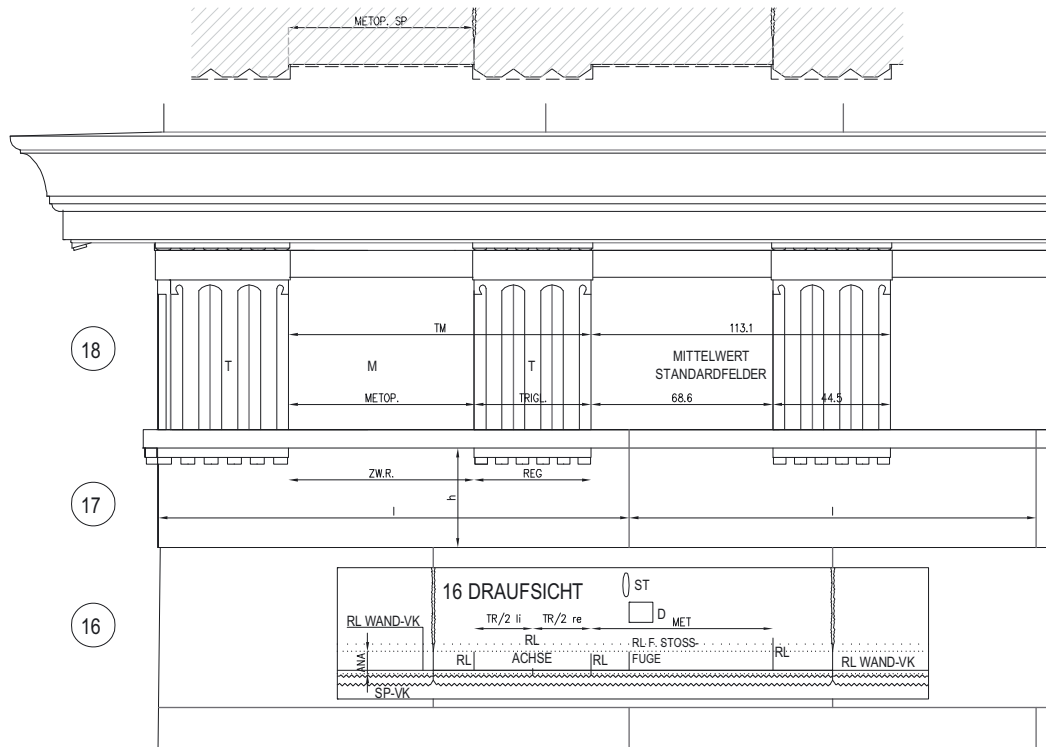 METOP. SP
18
TM
113.1
T
M
T
MITTELWERT
STANDARDFELDER
METOP.
TRIGL.
68.6
44.5
17
ZW.R.
REG
h
l
l
16
16 DRAUFSICHT
ST
D
TR/2 li
TR/2 re
MET
RL WAND-VK
RL
RL F. STOSS-
FUGE
ANA
RL
ACHSE
RL
RL
RL WAND-VK
SP-VK